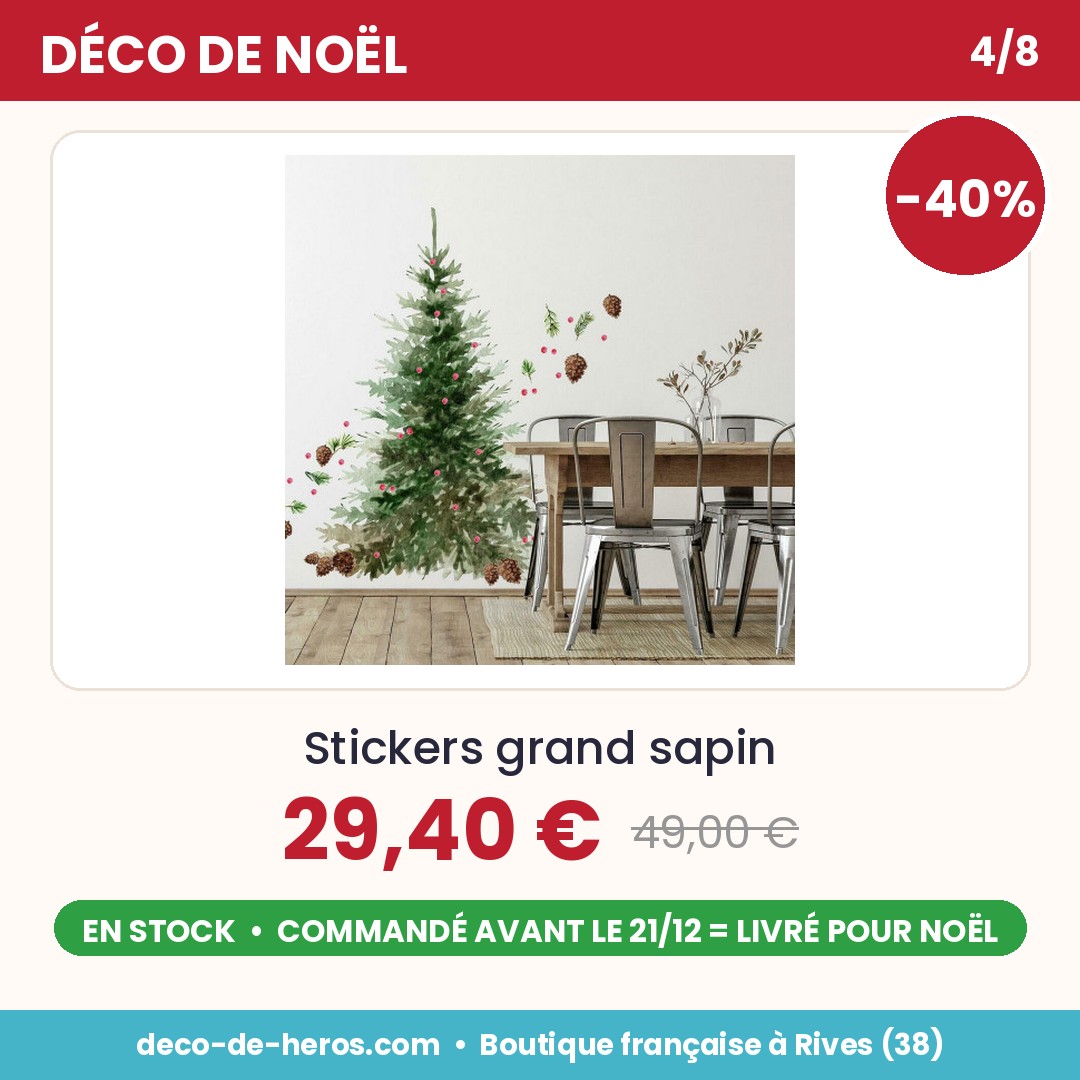 DÉCO DE NOËL
4/8
-40%
Stickers grand sapin
29,40 € 49,00 €
EN STOCK • COMMANDÉ AVANT LE 21/12 = LIVRÉ POUR NOËL
deco-de-heros.com • Boutique française à Rives (38)